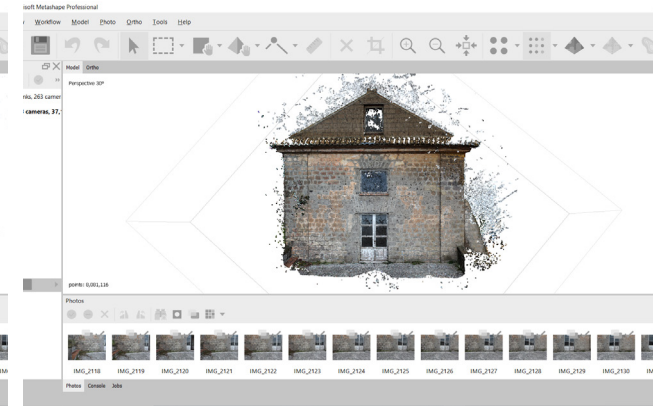 isoft Metashape Professional
Workflow Model Photo Ortho Tools Help
Model Ortho
Perspective 30°
nks, 263 camer
cameras, 37,
points: 8,001,116
Photos
IMG_2118 IMG_2119 IMG_2120 IMG_2121 IMG_2122 IMG_2123 IMG_2124 IMG_2125 IMG_2126 IMG_2127 IMG_2128 IMG_2129 IMG_2130 IM
Photos Console Jobs